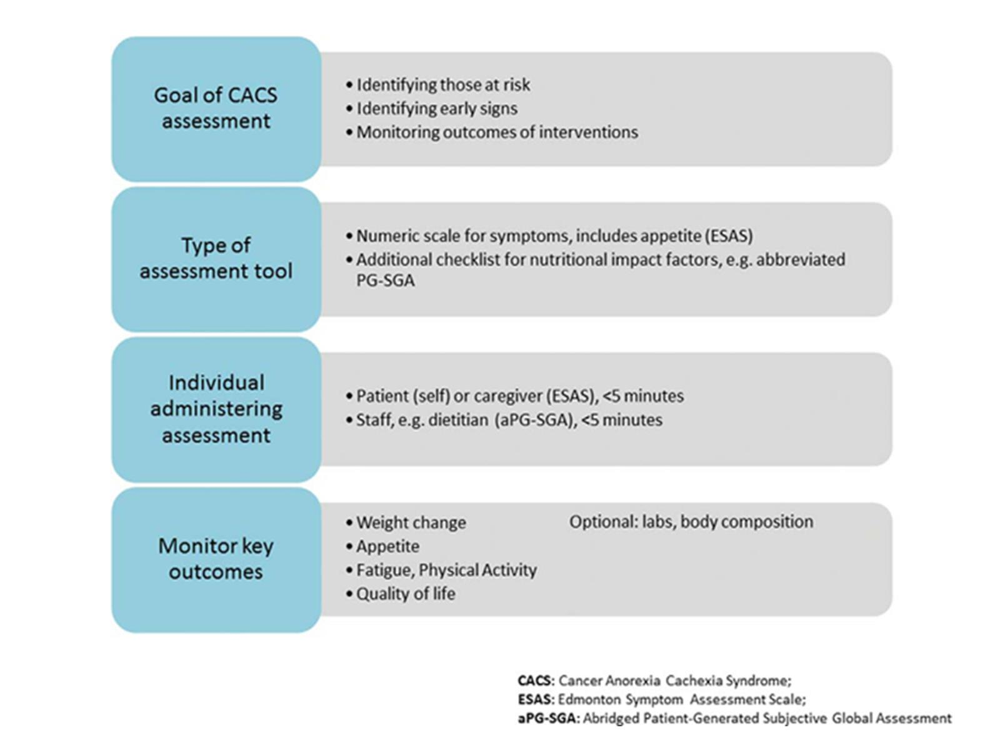 Goal of CACS
assessment
• Identifying those at risk
• Identifying early signs
• Monitoring outcomes of interventions
Type of
assessment tool
• Numeric scale for symptoms, includes appetite (ESAS)
• Additional checklist for nutritional impact factors, e.g. abbreviated
PG-SGA
Individual
administering
assessment
• Patient (self) or caregiver (ESAS), <5 minutes
• Staff, e.g. dietitian (aPG-SGA), <5 minutes
Monitor key
outcomes
• Weight change
Optional: labs, body composition
• Appetite
• Fatigue, Physical Activity
• Quality of life
CACS: Cancer Anorexia Cachexia Syndrome;
ESAS: Edmonton Symptom Assessment Scale;
aPG-SGA: Abridged Patient-Generated Subjective Global Assessment